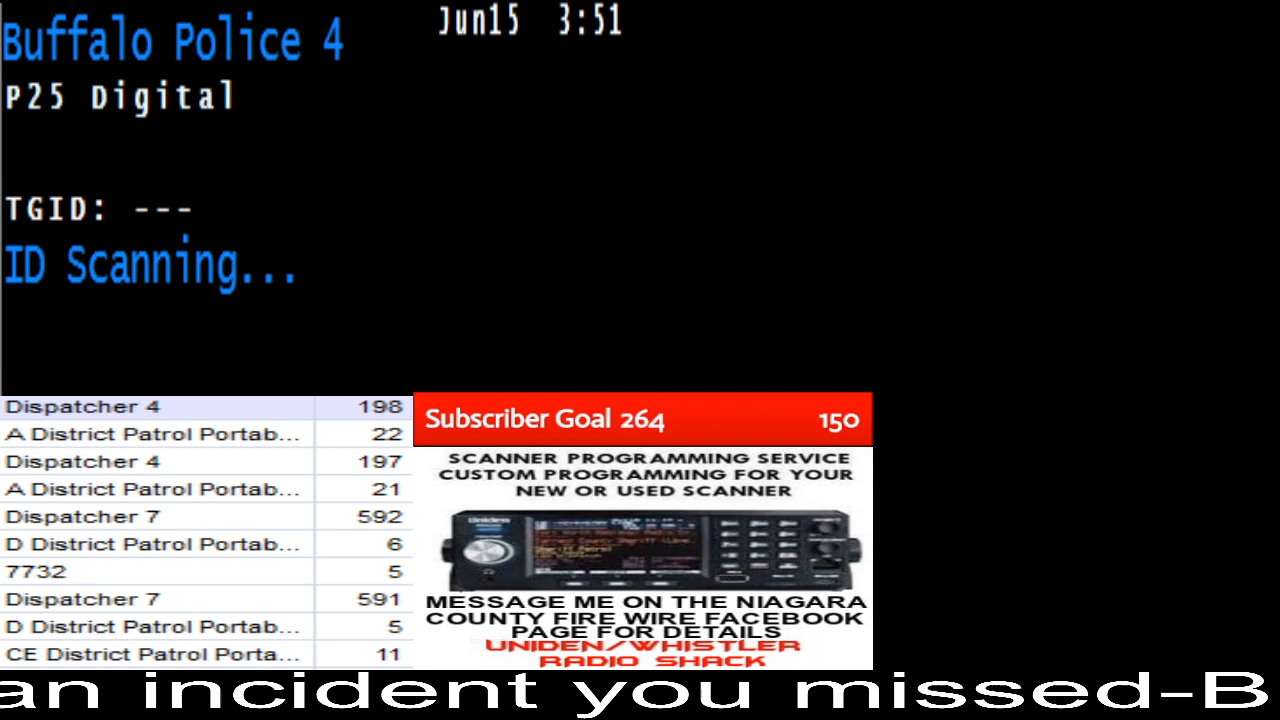 Buffalo Police 4
Jun15 3:51
P25 Digital
TGID: ---
ID Scanning...
Dispatcher 4 198
A District Patrol Portab... 22
Dispatcher 4 197
A District Patrol Portab... 21
Dispatcher 7 592
D District Patrol Portab... 6
7732 5
Dispatcher 7 591
D District Patrol Portab... 5
CE District Patrol Porta... 11
Subscriber Goal 264 150
SCANNER PROGRAMMING SERVICE
CUSTOM PROGRAMMING FOR YOUR
NEW OR USED SCANNER
Uniden
MESSAGE ME ON THE NIAGARA
COUNTY FIRE WIRE FACEBOOK
PAGE FOR DETAILS
UNIDEN/WHISTLER
RADIO SHACK
an incident you missed-B